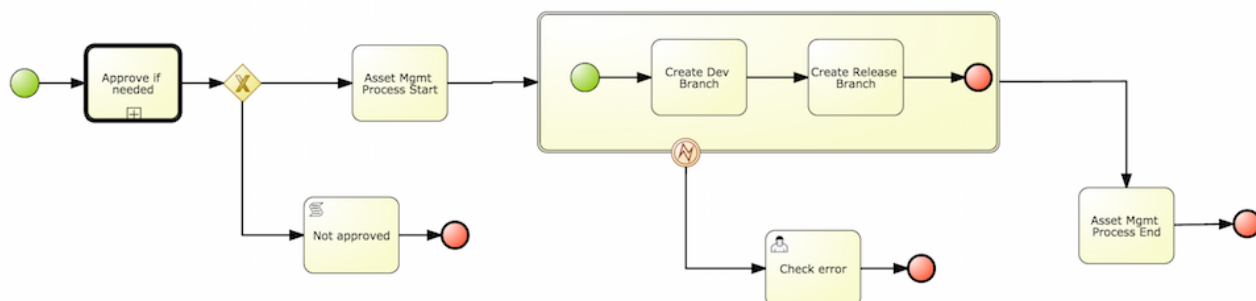 Approve if
needed
Asset Mgmt
Process Start
Create Dev
Branch
Create Release
Branch
Not approved
Check error
Asset Mgmt
Process End